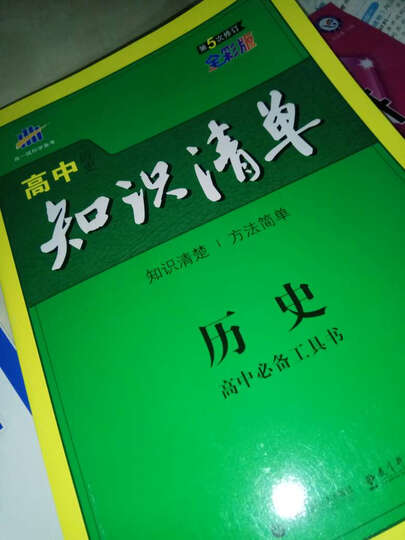 第5次修订
全彩版
高中
知识清单
知识清楚 | 方法简单
历史
高中必备工具书